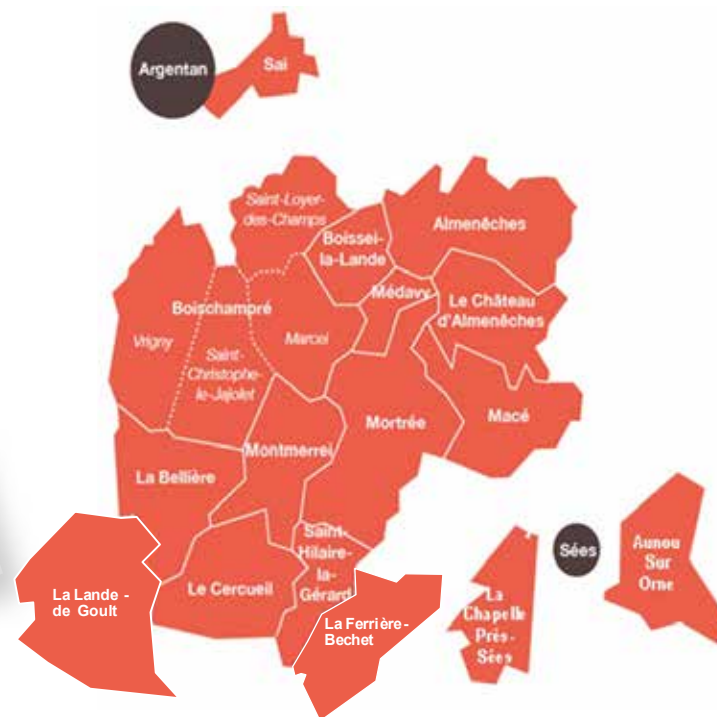 Argentan
Sai
Saint-Loyer-
des-Champs
Almenêches
Boissei-
la-Lande
Médavy
Le Château
d'Almenêches
Boischampré
Vrigny
Marcei
Saint-
Christophe-
le-Jajolet
Macé
Mortrée
Montmerrei
La Bellière
Saint-
Hilaire-
la-
Gérard
Le Cercueil
La Lande -
de Goult
La Ferrière -
Bechet
La
Chapelle
Près-
Sées
Sées
Aunou
Sur
Orne